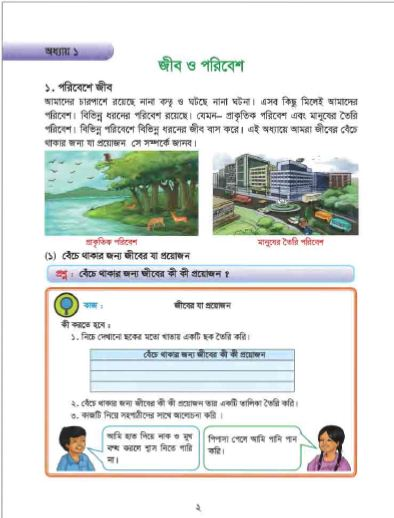 অধ্যায় ১
জীব ও পরিবেশ
১. পরিবেশে জীব
আমাদের চারপাশে রয়েছে নানা বস্তু ও ঘটছে নানা ঘটনা। এসব কিছু মিলেই আমাদের
পরিবেশ। বিভিন্ন ধরনের পরিবেশ রয়েছে। যেমন– প্রাকৃতিক পরিবেশ এবং মানুষের তৈরি
পরিবেশ। বিভিন্ন পরিবেশে বিভিন্ন ধরনের জীব বাস করে। এই অধ্যায়ে আমরা জীবের বেঁচে
থাকার জন্য যা প্রয়োজন সে সম্পর্কে জানব।
প্রাকৃতিক পরিবেশ
মানুষের তৈরি পরিবেশ
(১) বেঁচে থাকার জন্য জীবের যা প্রয়োজন
প্রশ্ন : বেঁচে থাকার জন্য জীবের কী কী প্রয়োজন ?
কাজ : জীবের যা প্রয়োজন
কী করতে হবে :
১. নিচে দেখানো ছকের মতো খাতায় একটি ছক তৈরি করি।
বেঁচে থাকার জন্য জীবের কী কী প্রয়োজন
২. বেঁচে থাকার জন্য জীবের কী কী প্রয়োজন তার একটি তালিকা তৈরি করি।
৩. কাজটি নিয়ে সহপাঠীদের সাথে আলোচনা করি ।
আমি হাত দিয়ে নাক ও মুখ
বন্ধ করলে শ্বাস নিতে পারি
না।
পিপাসা পেলে আমি পানি পান
করি।
২